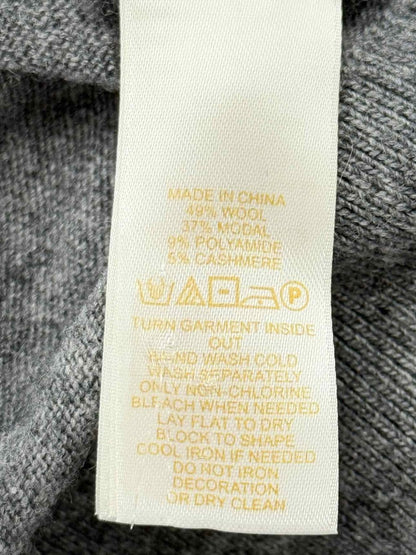 MADE IN CHINA
49% WOOL
37% MODAL
9% POLYAMIDE
5% CASHMERE
P
TURN GARMENT INSIDE
OUT
HAND WASH COLD
WASH SEPARATELY
ONLY NON-CHLORINE
BLEACH WHEN NEEDED
LAY FLAT TO DRY
BLOCK TO SHAPE
COOL IRON IF NEEDED
DO NOT IRON
DECORATION
OR DRY CLEAN